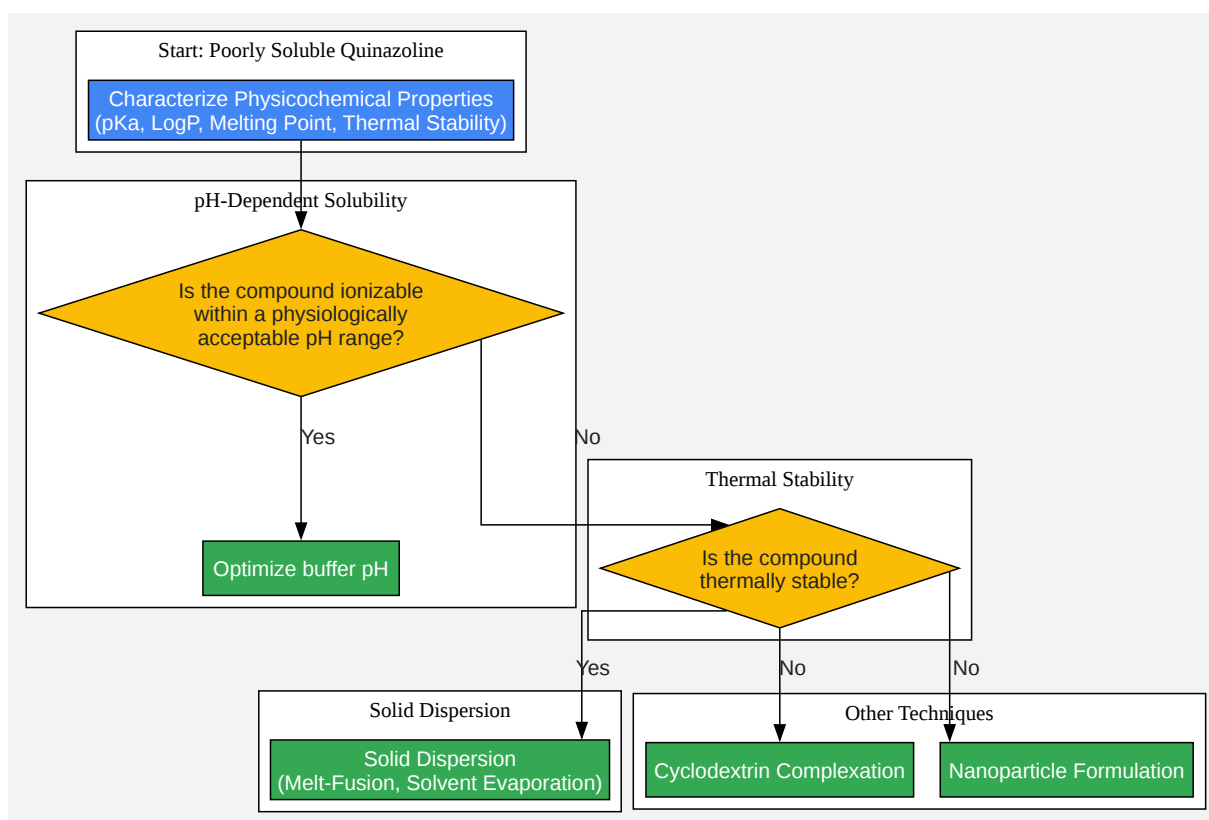 Start: Poorly Soluble Quinazoline
Characterize Physicochemical Properties
(pKa, LogP, Melting Point, Thermal Stability)
pH-Dependent Solubility
Is the compound ionizable
within a physiologically
acceptable pH range?
Yes
No
Optimize buffer pH
Thermal Stability
Is the compound
thermally stable?
Yes
No
No
Solid Dispersion
Solid Dispersion
(Melt-Fusion, Solvent Evaporation)
Other Techniques
Cyclodextrin Complexation
Nanoparticle Formulation